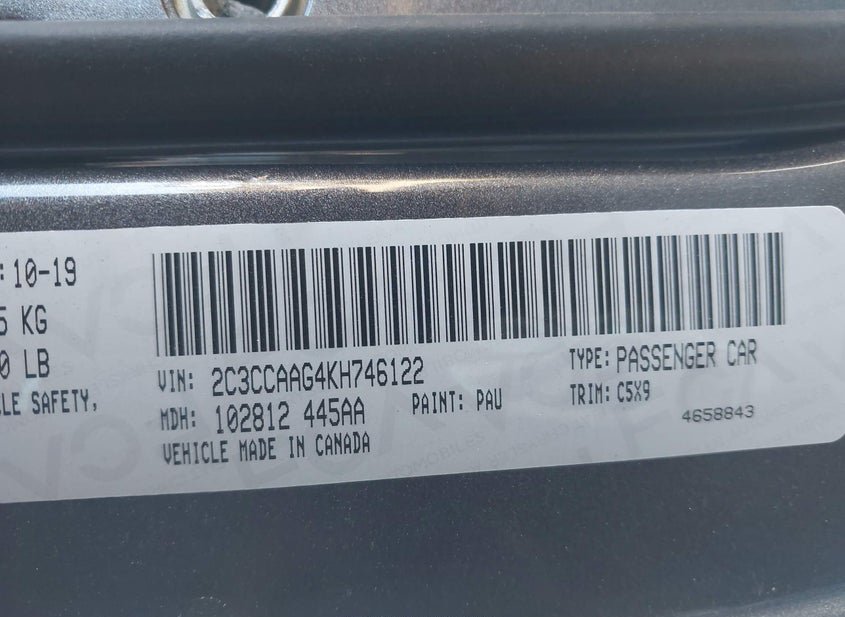 : 10-19
5 KG
0 LB
LE SAFETY,
VIN: 2C3CCAAG4KH746122
TYPE: PASSENGER CAR
MDH: 102812 445AA
PAINT: PAU
TRIM: C5X9
VEHICLE MADE IN CANADA
4658843